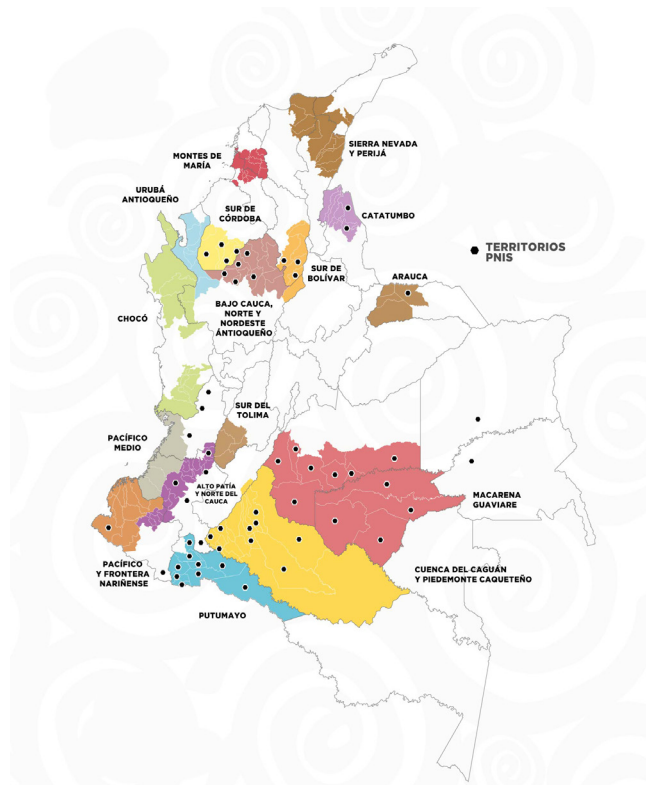 SIERRA NEVADA
Y PERIJÁ
MONTES DE
MARÍA
URUBÁ
ANTIOQUEÑO
SUR DE
CÓRDOBA
CATATUMBO
TERRITORIOS
PNIS
SUR DE
BOLÍVAR
ARAUCA
BAJO CAUCA,
NORTE Y
NORDESTE
ÁNTIOQUEÑO
CHOCÓ
SUR DEL
TOLIMA
PACÍFICO
MEDIO
ALTO PATÍA
Y NORTE DEL
CAUCA
MACARENA
GUAVIARE
PACÍFICO
Y FRONTERA
NARIÑENSE
CUENCA DEL CAGUÁN
Y PIEDEMONTE CAQUETEÑO
PUTUMAYO